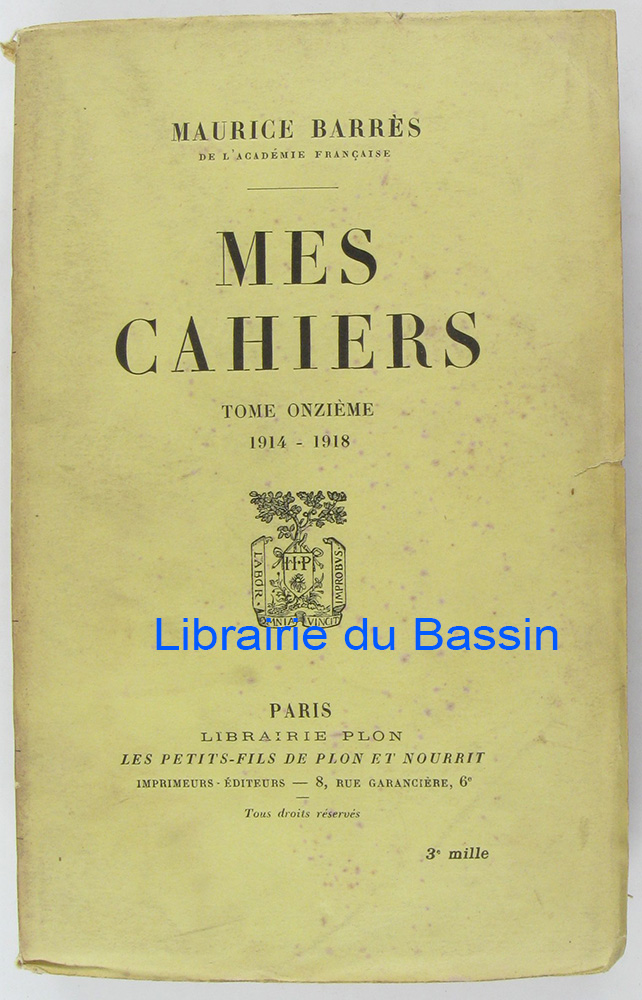 MAURICE BARRÈS
DE L'ACADÉMIE FRANÇAISE
MES
CAHIERS
TOME ONZIÈME
1914 - 1918
H·P
LABOR·
IMPROBVS·
OMNIA VINCIT
Librairie du Bassin
PARIS
LIBRAIRIE PLON
LES PETITS-FILS DE PLON ET NOURRIT
IMPRIMEURS-ÉDITEURS — 8, RUE GARANCIÈRE, 6e
Tous droits réservés
3e mille